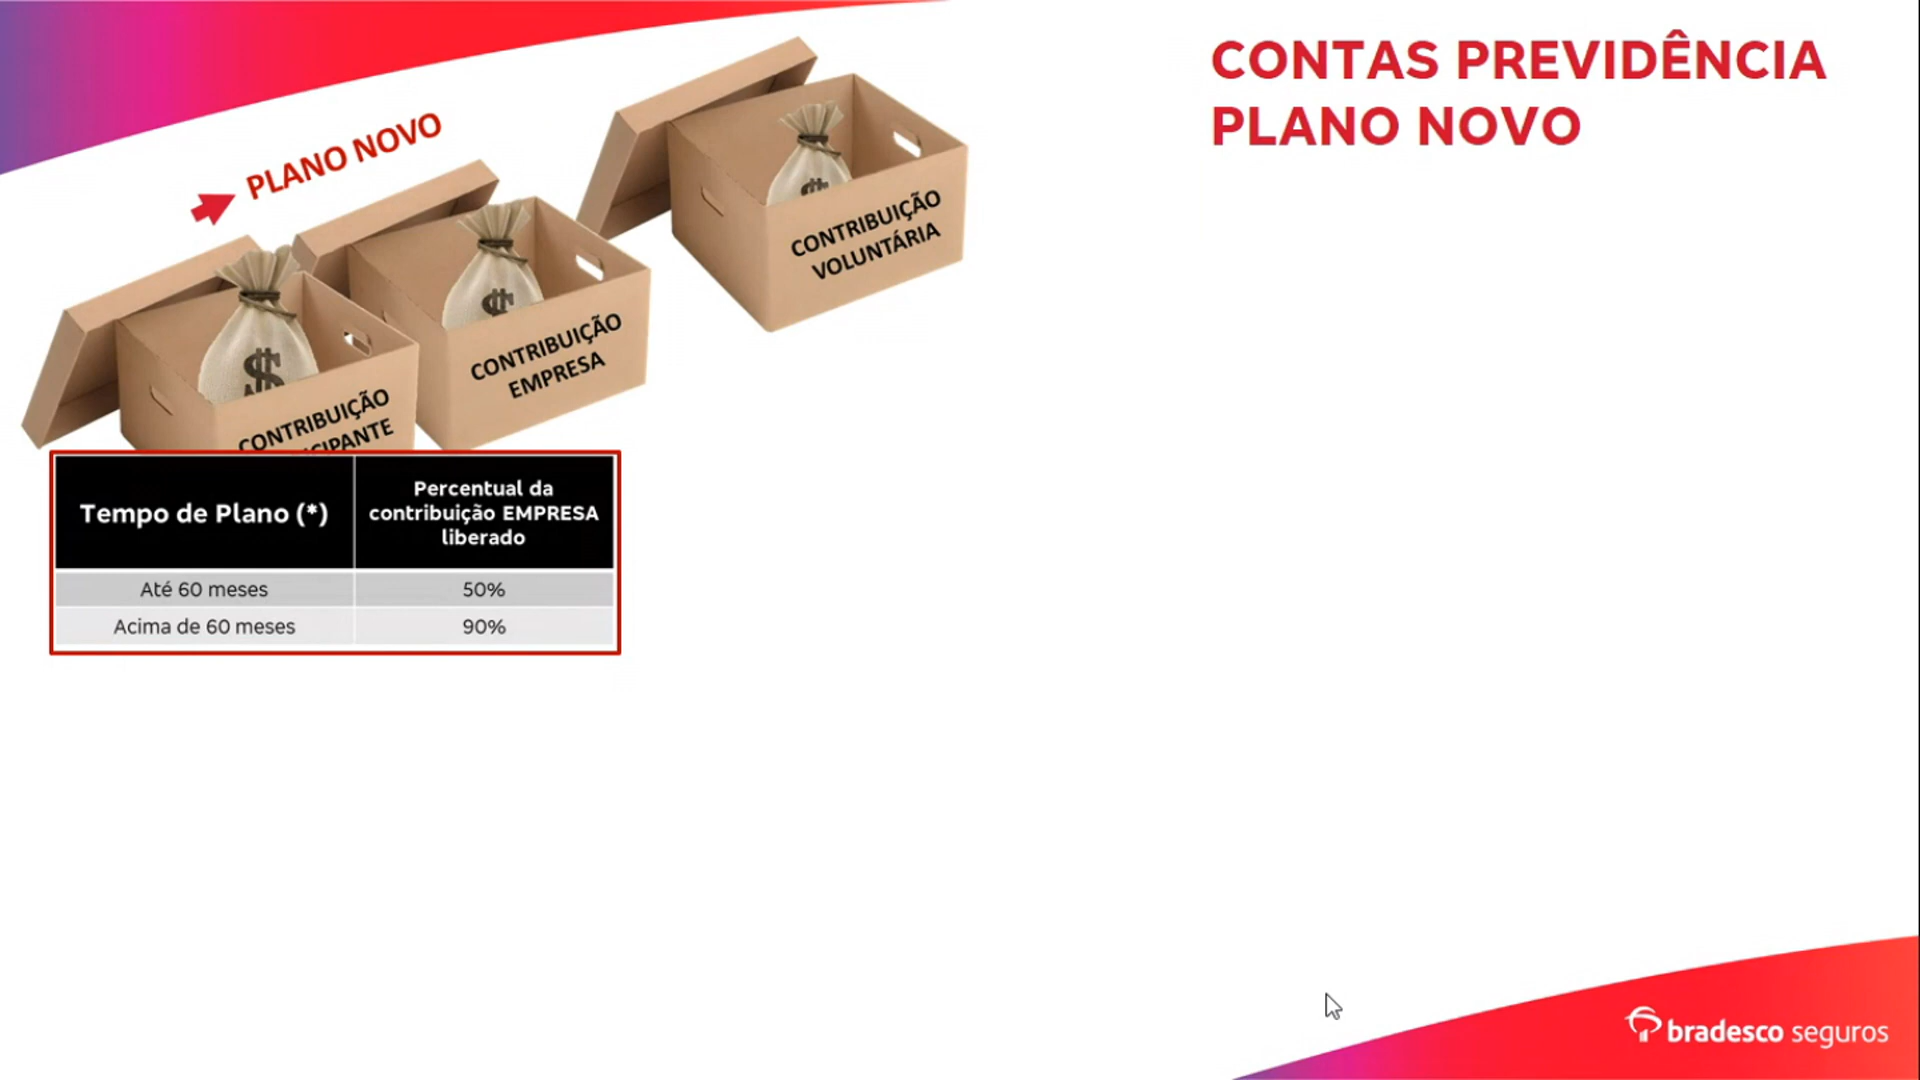 CONTAS PREVIDÊNCIA
PLANO NOVO
PLANO NOVO
CONTRIBUIÇÃO
VOLUNTÁRIA
CONTRIBUIÇÃO
EMPRESA
CONTRIBUIÇÃO
Tempo de Plano (*)
Percentual da
contribuição EMPRESA
liberado
Até 60 meses 50%
Acima de 60 meses 90%
bradesco seguros